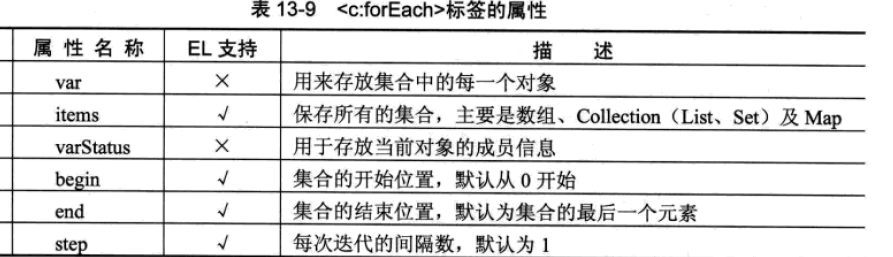 表 13-9 <c:forEach>标签的属性
属 性 名 称 EL 支持 描 述
var × 用来存放集合中的每一个对象
items √ 保存所有的集合，主要是数组、Collection（List、Set）及 Map
varStatus × 用于存放当前对象的成员信息
begin √ 集合的开始位置，默认从 0 开始
end √ 集合的结束位置，默认为集合的最后一个元素
step √ 每次迭代的间隔数，默认为 1